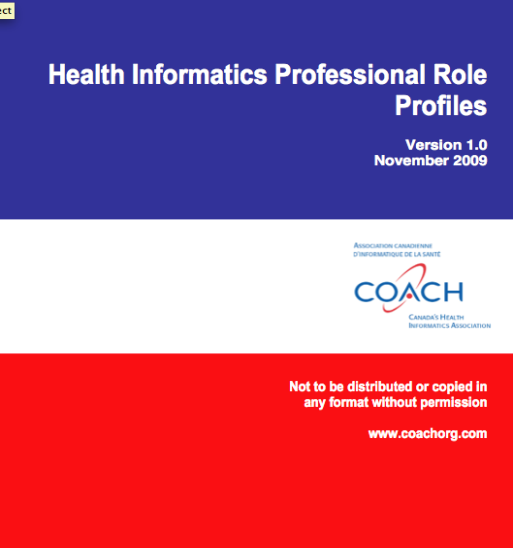 ect
Health Informatics Professional Role
Profiles
Version 1.0
November 2009
ASSOCIATION CANADIENNE
D'INFORMATIQUE DE LA SANTÉ
COACH
CANADA'S HEALTH
INFORMATICS ASSOCIATION
Not to be distributed or copied in
any format without permission
www.coachorg.com